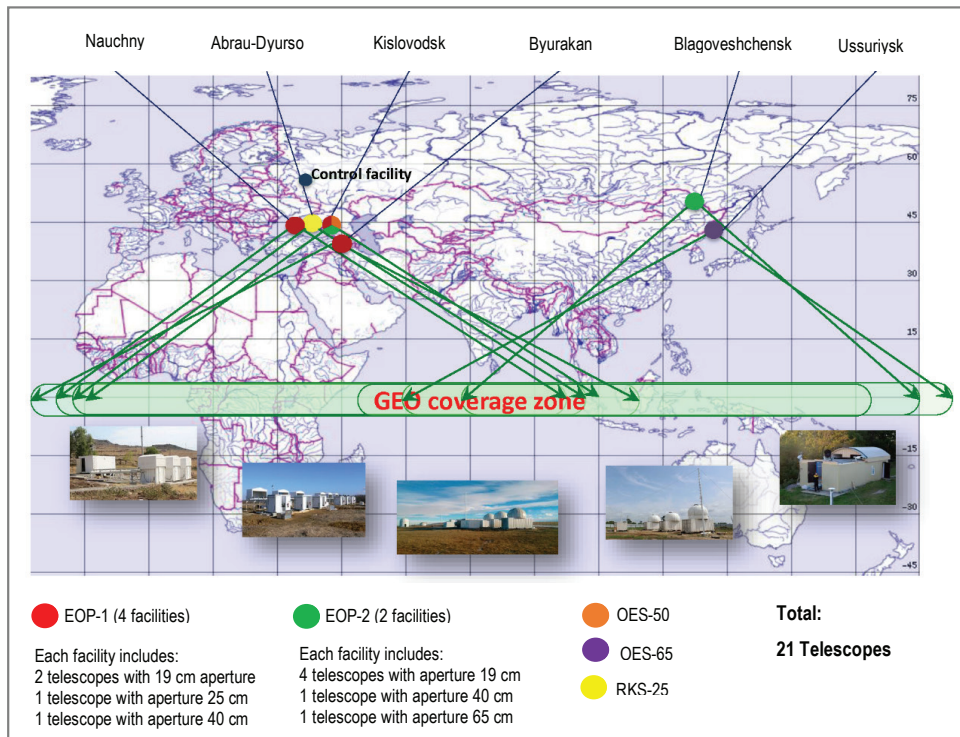 Nauchny
Abrau-Dyurso
Kislovodsk
Byurakan
Blagoveshchensk
Ussuriysk
75
60
Control facility
45
30
15
GEO coverage zone
-15
-30
-45
EOP-1 (4 facilities)
Each facility includes:
2 telescopes with 19 cm aperture
1 telescope with aperture 25 cm
1 telescope with aperture 40 cm
EOP-2 (2 facilities)
Each facility includes:
4 telescopes with aperture 19 cm
1 telescope with aperture 40 cm
1 telescope with aperture 65 cm
OES-50
OES-65
RKS-25
Total:
21 Telescopes